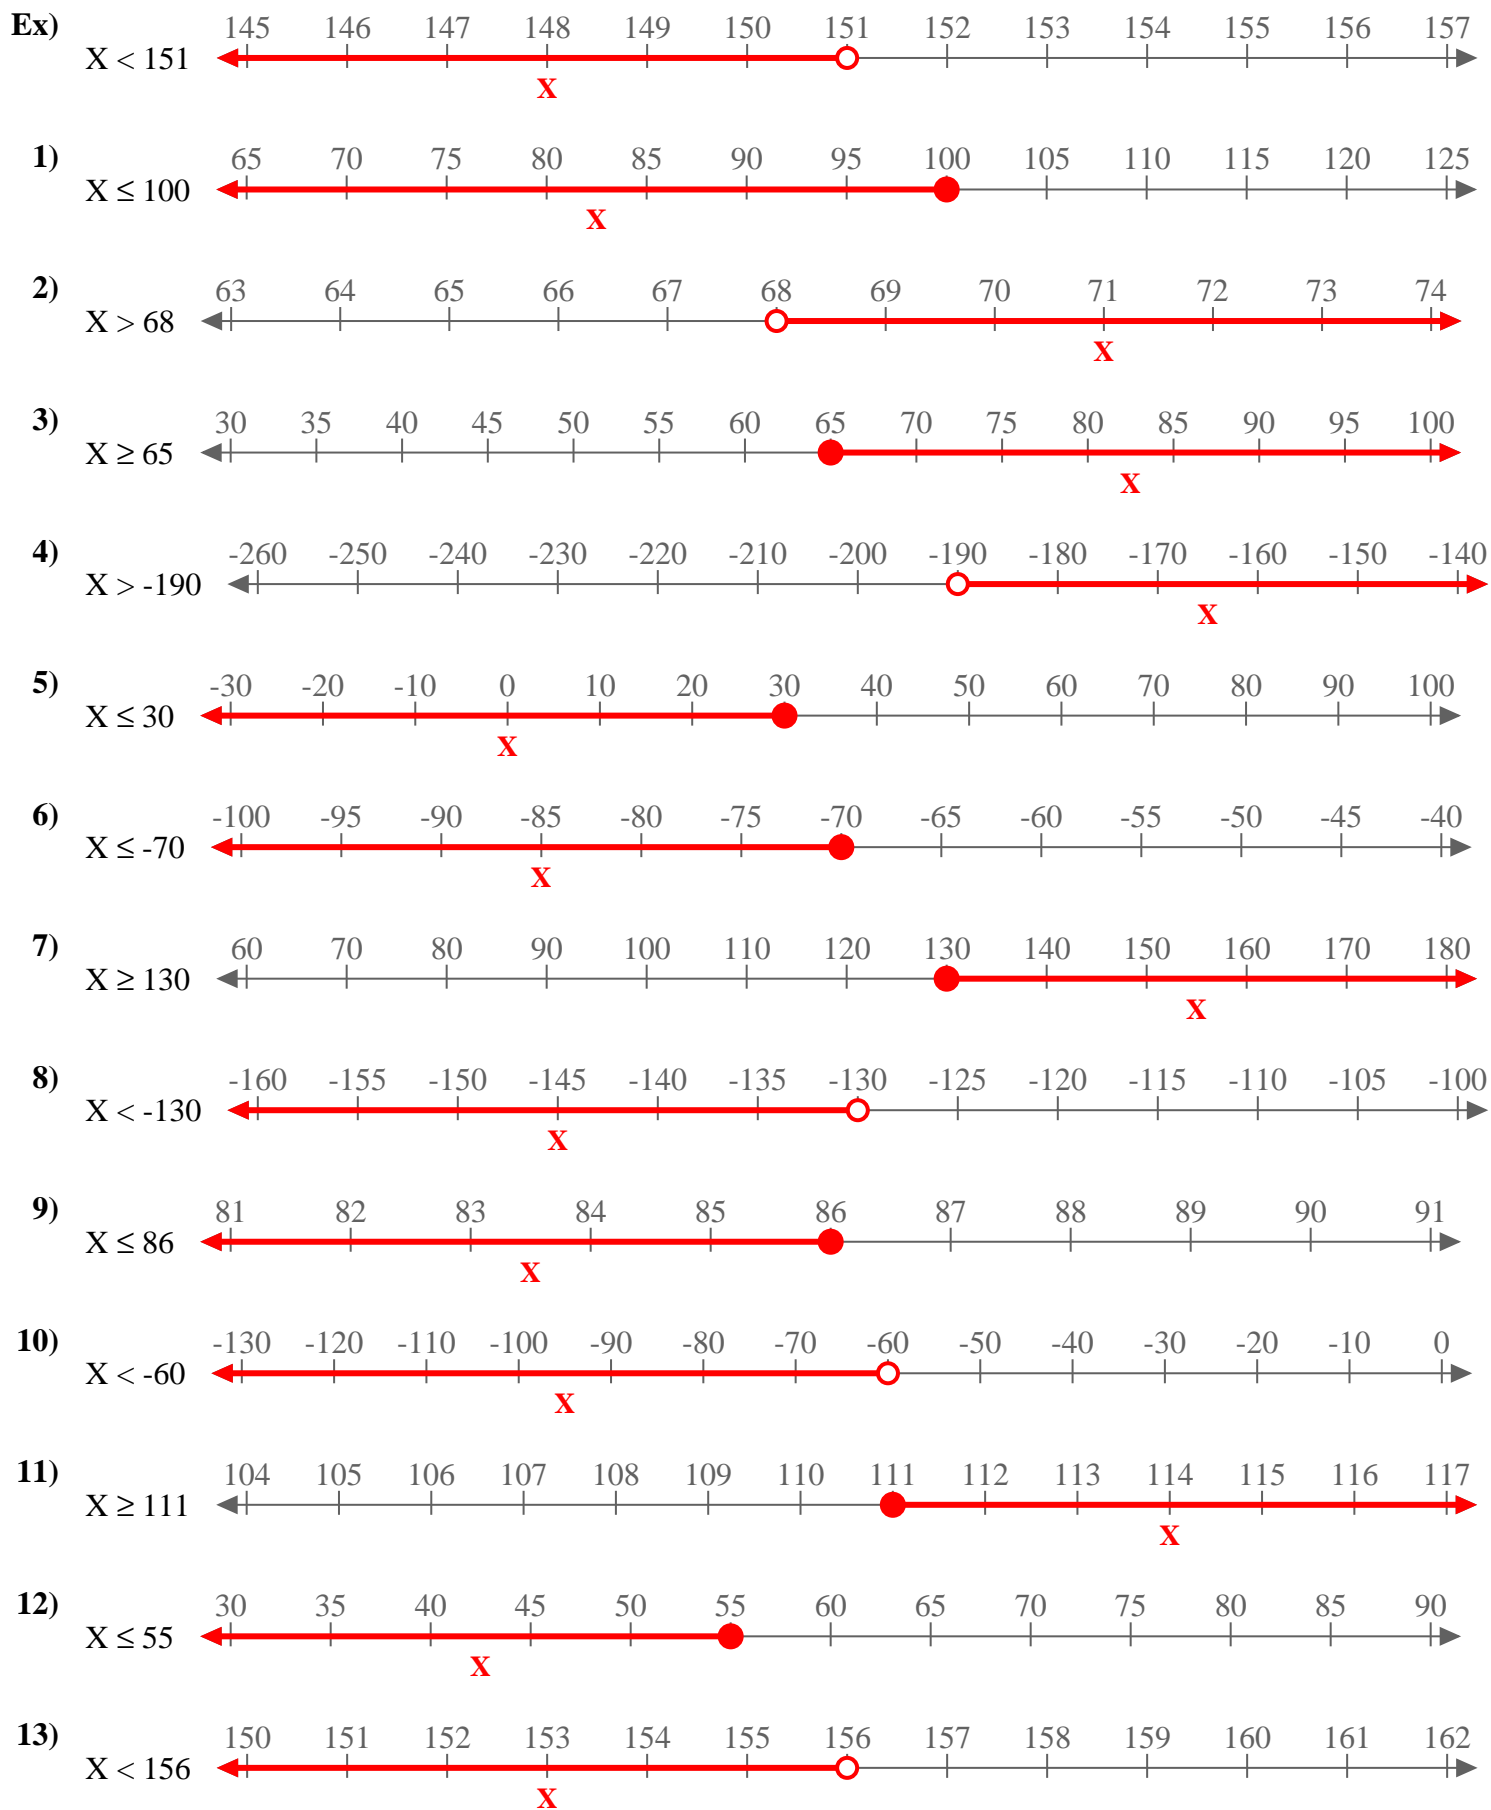 Ex) 145 146 147 148 149 150 151 152 153 154 155 156 157
X < 151
X
1) 65 70 75 80 85 90 95 100 105 110 115 120 125
X ≤ 100
X
2) 63 64 65 66 67 68 69 70 71 72 73 74
X > 68
X
3) 30 35 40 45 50 55 60 65 70 75 80 85 90 95 100
X ≥ 65
X
4) -260 -250 -240 -230 -220 -210 -200 -190 -180 -170 -160 -150 -140
X > -190
X
5) -30 -20 -10 0 10 20 30 40 50 60 70 80 90 100
X ≤ 30
X
6) -100 -95 -90 -85 -80 -75 -70 -65 -60 -55 -50 -45 -40
X ≤ -70
X
7) 60 70 80 90 100 110 120 130 140 150 160 170 180
X ≥ 130
X
8) -160 -155 -150 -145 -140 -135 -130 -125 -120 -115 -110 -105 -100
X < -130
X
9) 81 82 83 84 85 86 87 88 89 90 91
X ≤ 86
X
10) -130 -120 -110 -100 -90 -80 -70 -60 -50 -40 -30 -20 -10 0
X < -60
X
11) 104 105 106 107 108 109 110 111 112 113 114 115 116 117
X ≥ 111
X
12) 30 35 40 45 50 55 60 65 70 75 80 85 90
X ≤ 55
X
13) 150 151 152 153 154 155 156 157 158 159 160 161 162
X < 156
X